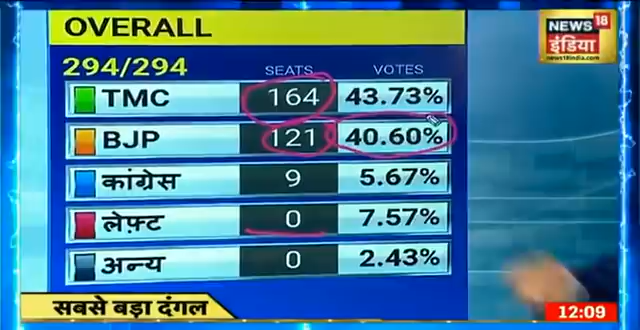 OVERALL
NEWS 18
इंडिया
news18india.com
294/294
SEATS VOTES
TMC 164 43.73%
BJP 121 40.60%
कांग्रेस 9 5.67%
लेफ़्ट 0 7.57%
अन्य 0 2.43%
सबसे बड़ा दंगल
12:09